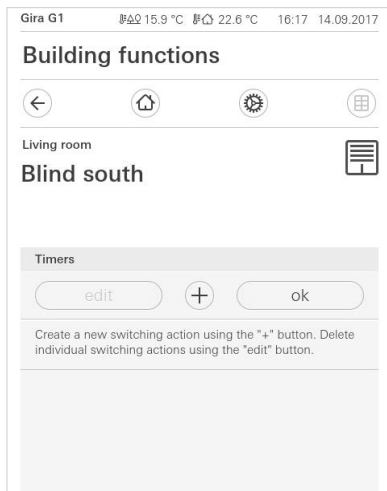 Gira G1 15.9 °C 22.6 °C 16:17 14.09.2017
Building functions
Living room
Blind south
Timers
edit + ok
Create a new switching action using the "+" button. Delete
individual switching actions using the "edit" button.